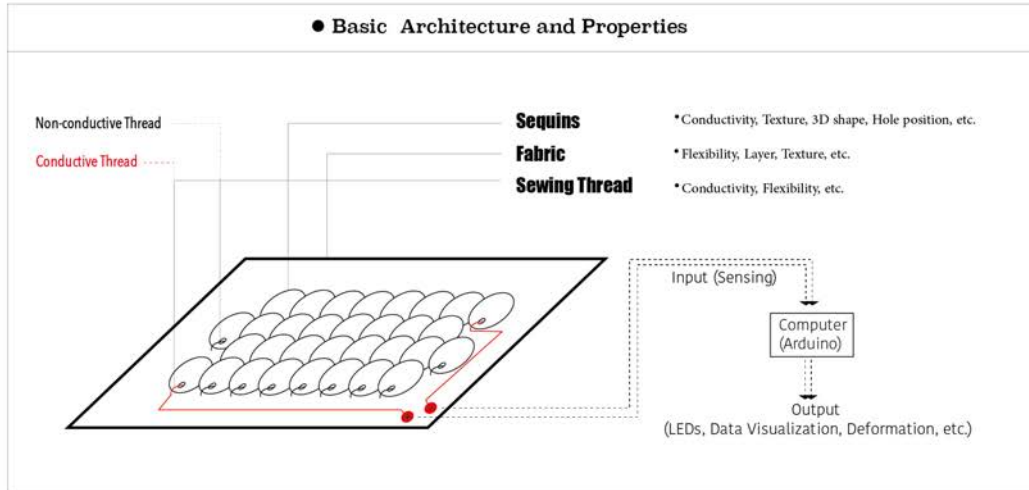 ● Basic Architecture and Properties
Non-conductive Thread
Conductive Thread
Sequins
•Conductivity, Texture, 3D shape, Hole position, etc.
Fabric
•Flexibility, Layer, Texture, etc.
Sewing Thread
•Conductivity, Flexibility, etc.
Input (Sensing)
Computer
(Arduino)
Output
(LEDs, Data Visualization, Deformation, etc.)